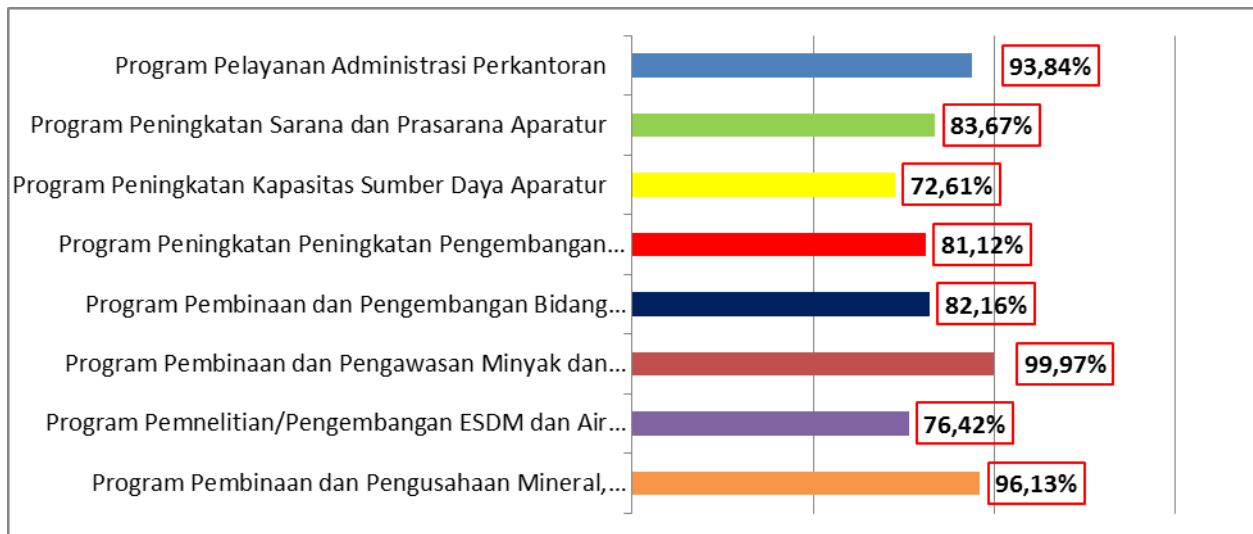 Program Pelayanan Administrasi Perkantoran 93,84%
Program Peningkatan Sarana dan Prasarana Aparatur 83,67%
Program Peningkatan Kapasitas Sumber Daya Aparatur 72,61%
Program Peningkatan Peningkatan Pengembangan... 81,12%
Program Pembinaan dan Pengembangan Bidang... 82,16%
Program Pembinaan dan Pengawasan Minyak dan... 99,97%
Program Pemnelitian/Pengembangan ESDM dan Air... 76,42%
Program Pembinaan dan Pengusahaan Mineral,... 96,13%